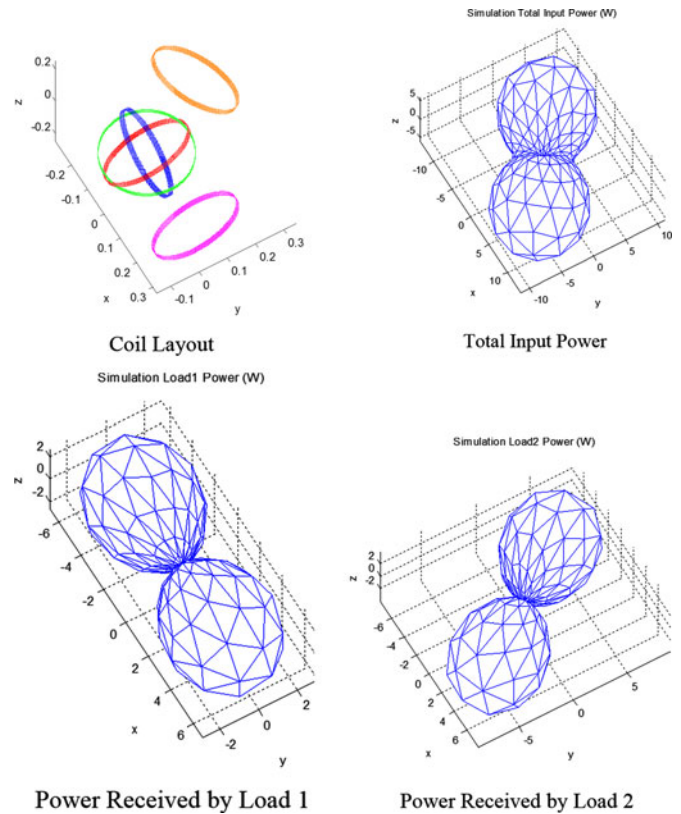 0.2
0
-0.2
z
-0.2
-0.1
0
0.1
0.2
0.3
x
-0.1
0
0.1
0.2
0.3
y
Coil Layout
Simulation Total Input Power (W)
5
0
-5
z
-10
-5
0
5
10
x
-10
-5
0
5
10
y
Total Input Power
Simulation Load1 Power (W)
2
0
-2
z
-6
-4
-2
0
2
4
6
x
-2
0
2
y
Power Received by Load 1
Simulation Load2 Power (W)
2
0
-2
z
-6
-4
-2
0
2
4
6
x
-5
0
5
y
Power Received by Load 2